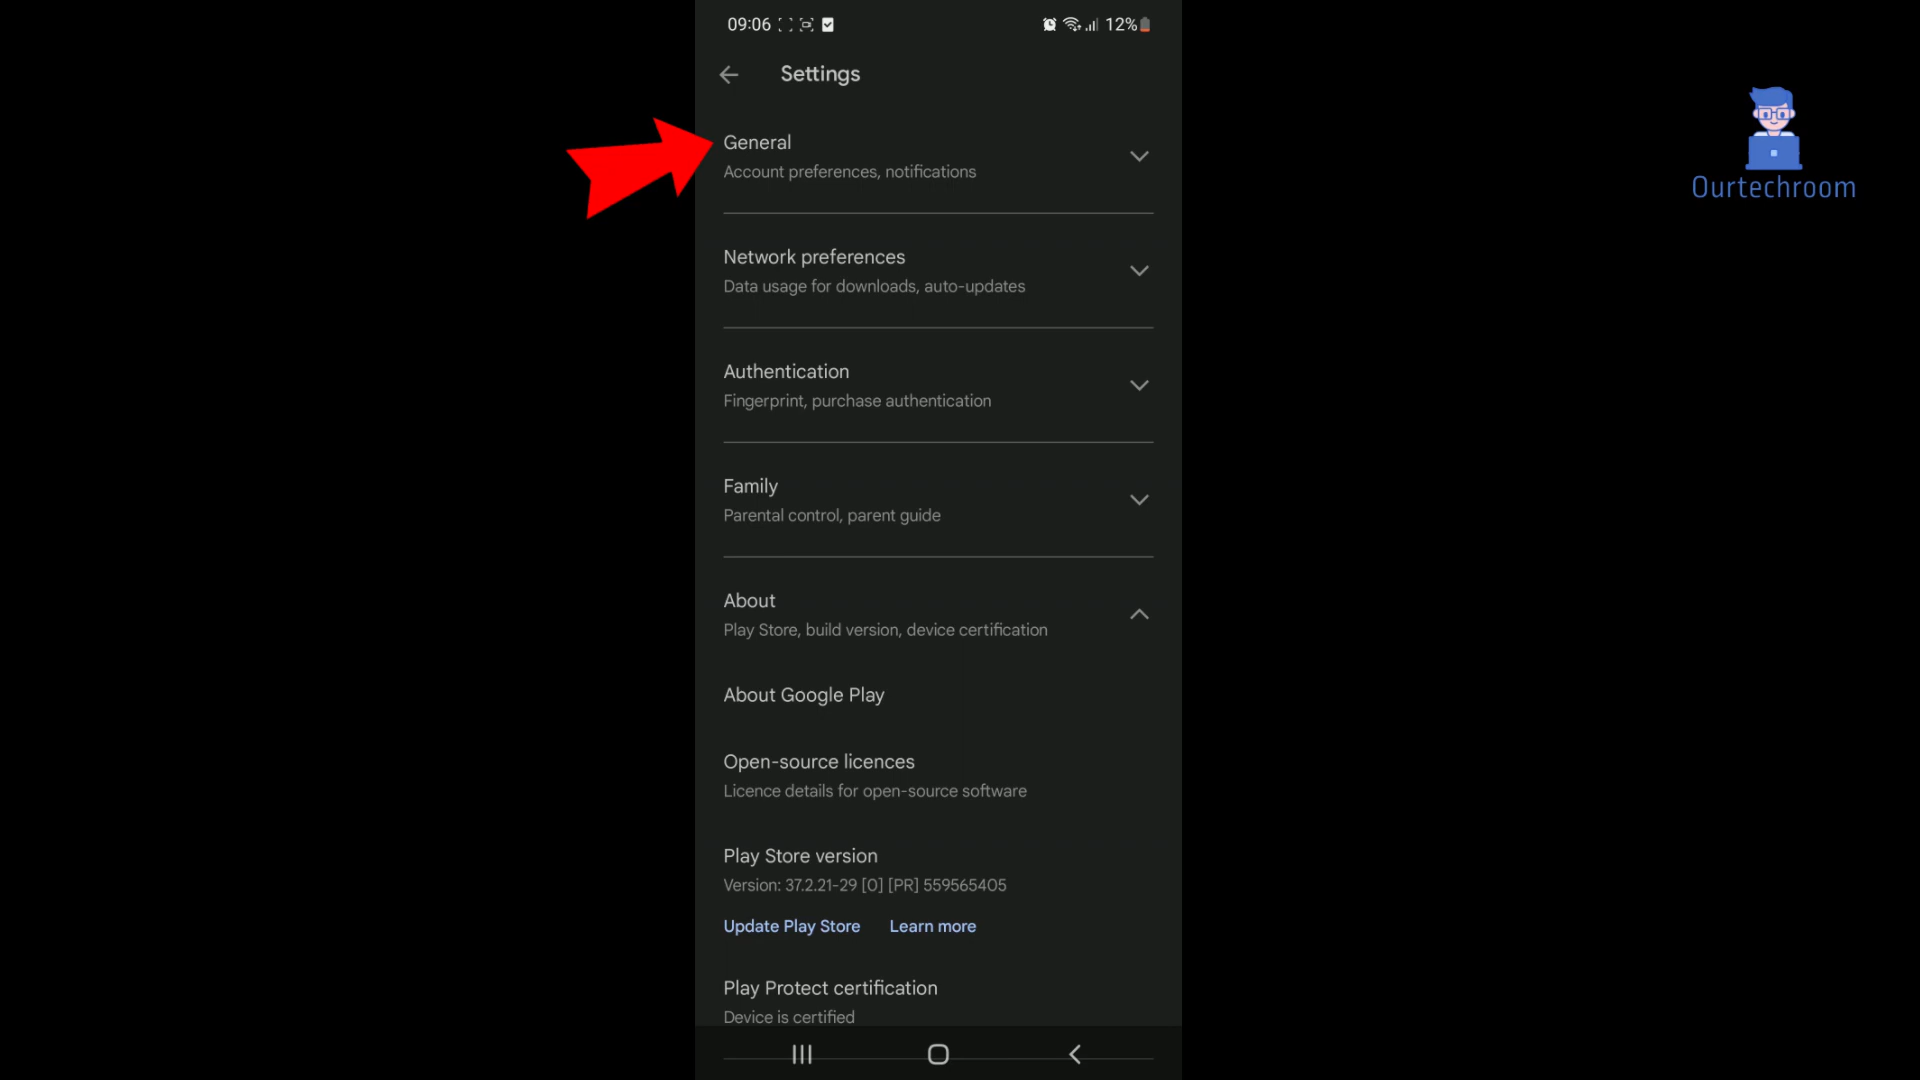 09:06
12%
Settings
General
Account preferences, notifications
Ourtechroom
Network preferences
Data usage for downloads, auto-updates
Authentication
Fingerprint, purchase authentication
Family
Parental control, parent guide
About
Play Store, build version, device certification
About Google Play
Open-source licences
Licence details for open-source software
Play Store version
Version: 37.2.21-29 [0] [PR] 559565405
Update Play Store Learn more
Play Protect certification
Device is certified